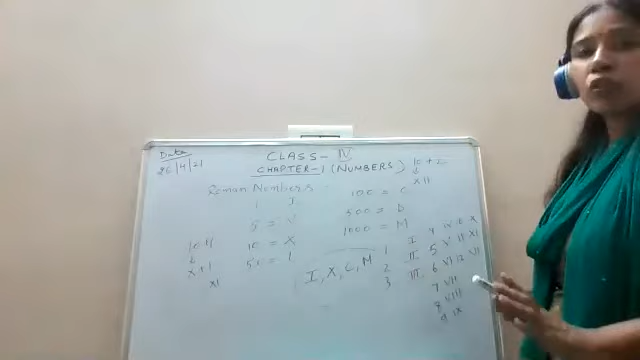 Date
26/4/21
CLASS - IV
CHAPTER-1 (NUMBERS)
10 + 2
XII
Roman Numbers
1 I
5 = V
10 = X
50 = L
100 = C
500 = D
1000 = M
10+1
X+I
XI
I, X, C, M
1 I
2 II
3 III
4 IV
5 V
6 VI
7 VII
8 VIII
9 IX
10 X
11 XI
12